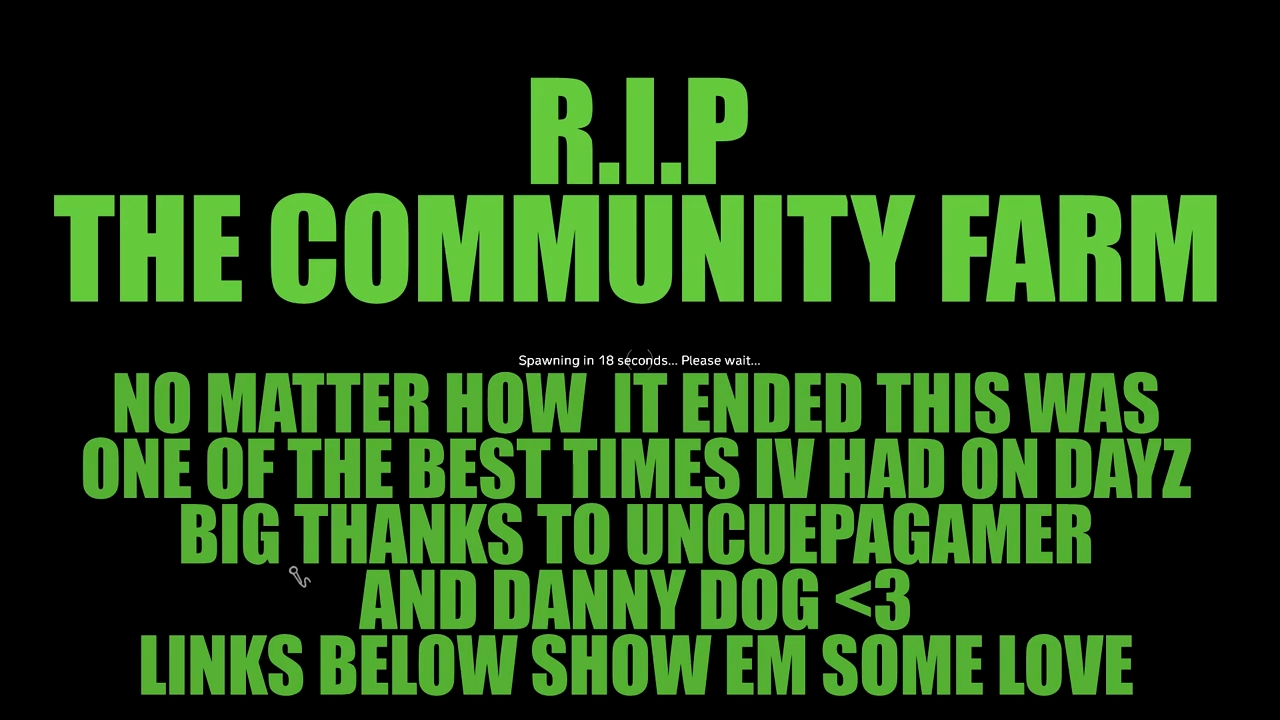 R.I.P
THE COMMUNITY FARM
Spawning in 18 seconds... Please wait...
NO MATTER HOW IT ENDED THIS WAS
ONE OF THE BEST TIMES IV HAD ON DAYZ
BIG THANKS TO UNCUEPAGAMER
AND DANNY DOG <3
LINKS BELOW SHOW EM SOME LOVE